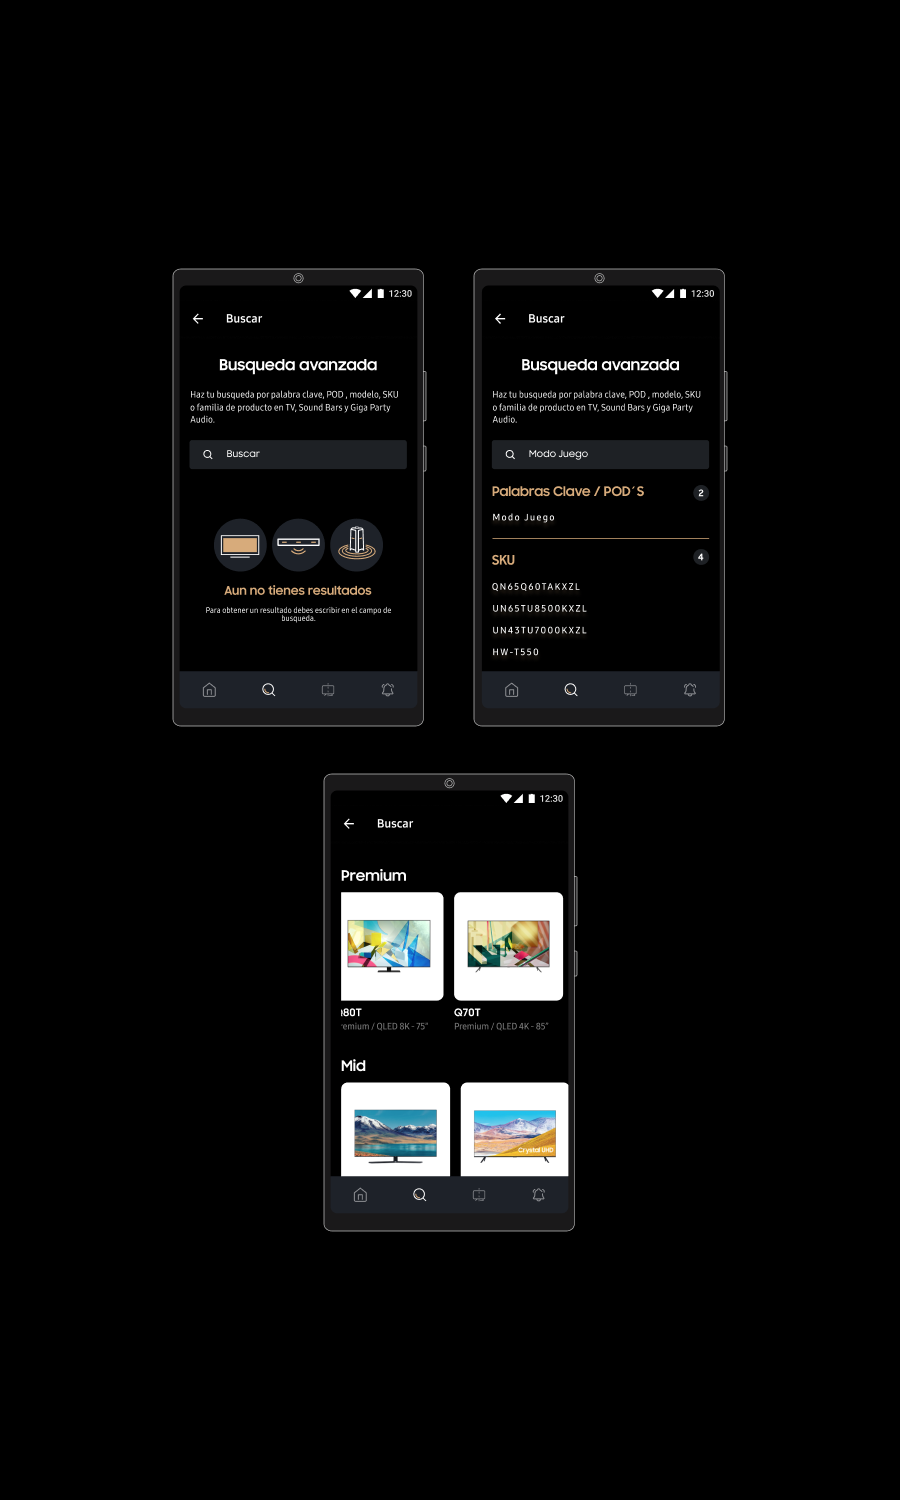 12:30
Buscar
Busqueda avanzada
Haz tu busqueda por palabra clave, POD , modelo, SKU
o familia de producto en TV, Sound Bars y Giga Party
Audio.
Buscar
Aun no tienes resultados
Para obtener un resultado debes escribir en el campo de
busqueda.
12:30
Buscar
Busqueda avanzada
Haz tu busqueda por palabra clave, POD , modelo, SKU
o familia de producto en TV, Sound Bars y Giga Party
Audio.
Modo Juego
Palabras Clave / POD´S 2
Modo Juego
SKU 4
QN65Q60TAKXZL
UN65TU8500KXZL
UN43TU7000KXZL
HW-T550
12:30
Buscar
Premium
80T Q70T
remium / QLED 8K - 75" Premium / QLED 4K - 85"
Mid
Crystal UHD